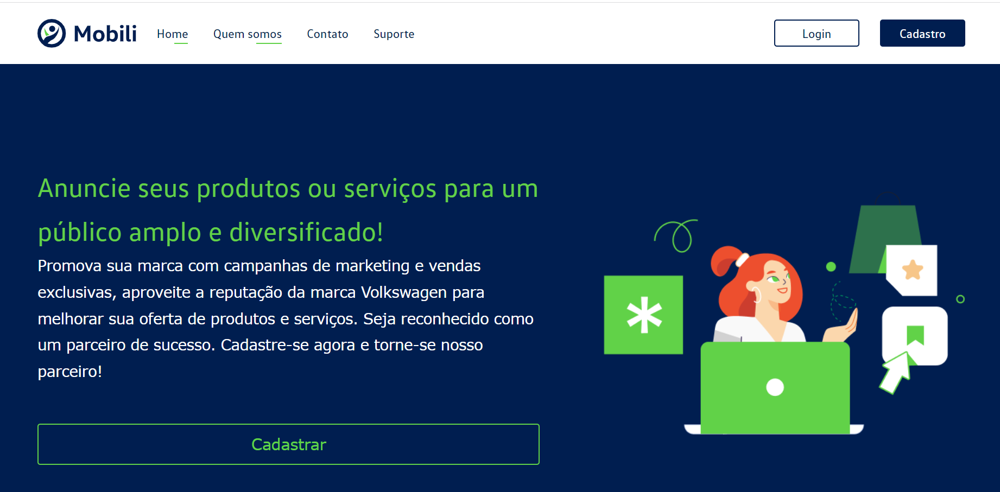 Mobili Home Quem somos Contato Suporte Login Cadastro
Anuncie seus produtos ou serviços para um
público amplo e diversificado!
Promova sua marca com campanhas de marketing e vendas
exclusivas, aproveite a reputação da marca Volkswagen para
melhorar sua oferta de produtos e serviços. Seja reconhecido como
um parceiro de sucesso. Cadastre-se agora e torne-se nosso
parceiro!
Cadastrar